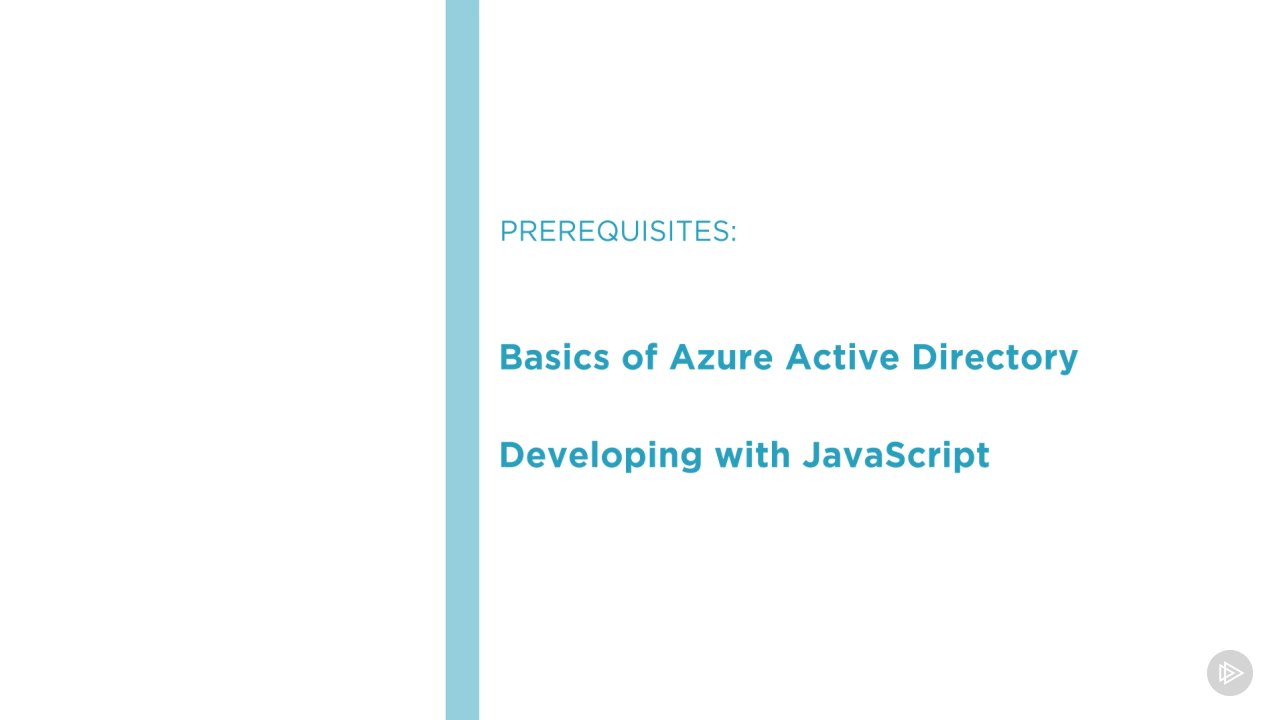 PREREQUISITES:
Basics of Azure Active Directory
Developing with JavaScript